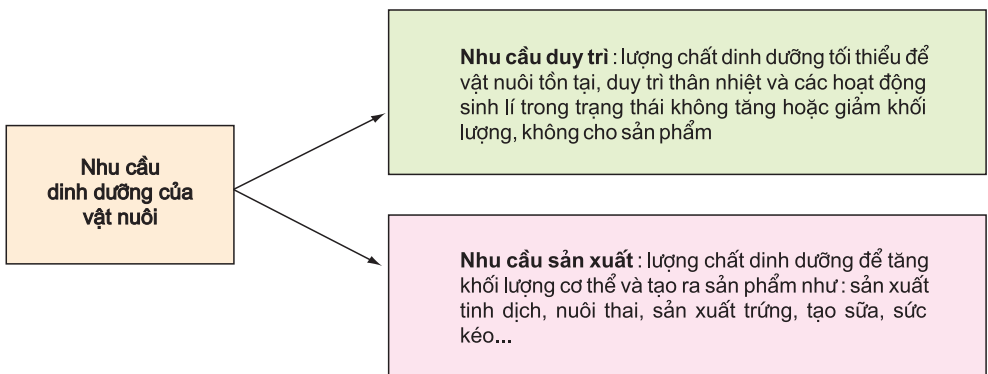 Nhu cầu
dinh dưỡng của
vật nuôi
Nhu cầu duy trì : lượng chất dinh dưỡng tối thiểu để
vật nuôi tồn tại, duy trì thân nhiệt và các hoạt động
sinh lí trong trạng thái không tăng hoặc giảm khối
lượng, không cho sản phẩm
Nhu cầu sản xuất : lượng chất dinh dưỡng để tăng
khối lượng cơ thể và tạo ra sản phẩm như : sản xuất
tinh dịch, nuôi thai, sản xuất trứng, tạo sữa, sức
kéo...